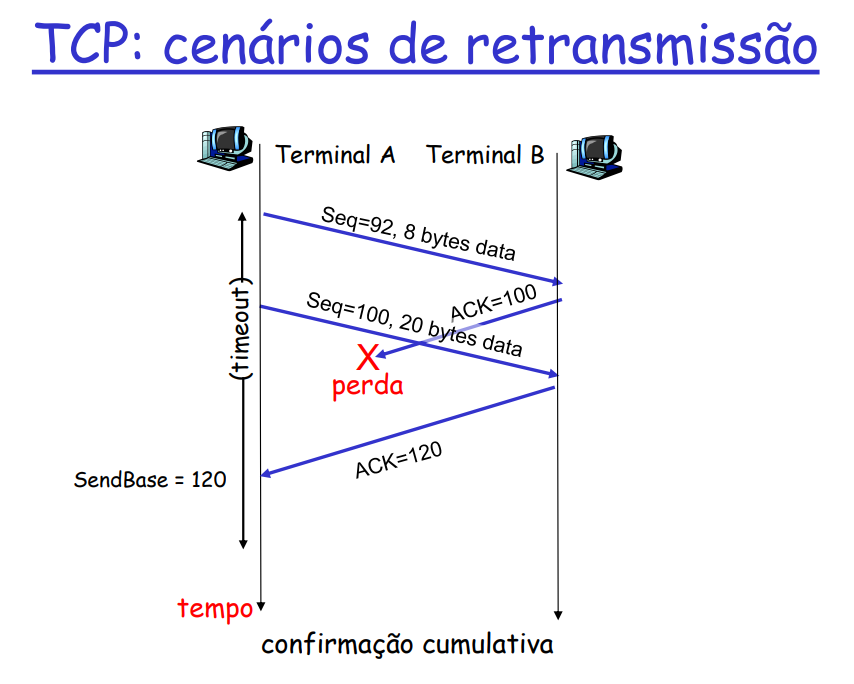 TCP: cenários de retransmissão
Terminal A
Terminal B
Seq=92, 8 bytes data
ACK=100
Seq=100, 20 bytes data
(timeout)
X
perda
ACK=120
SendBase = 120
tempo
confirmação cumulativa